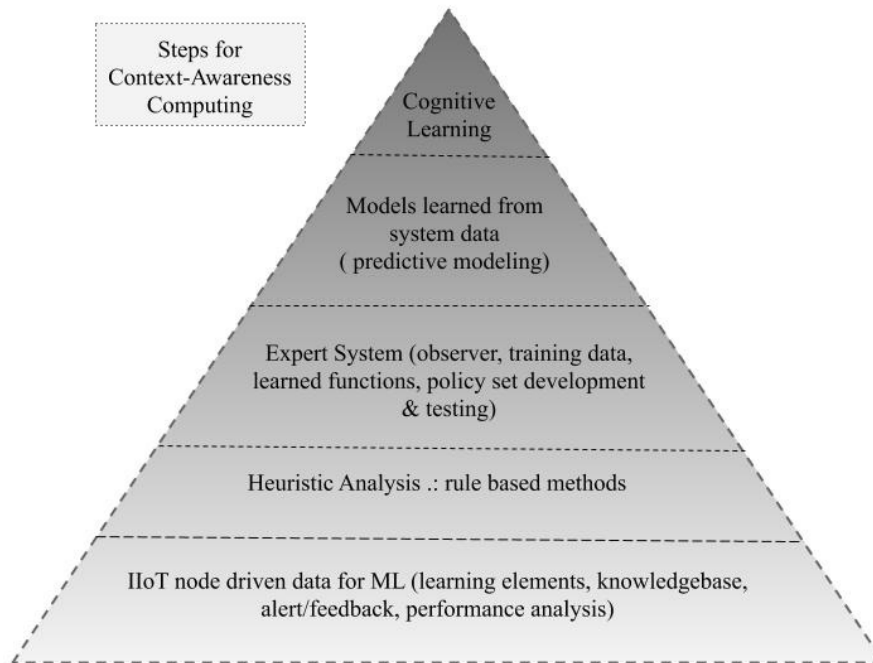 Steps for
Context-Awareness
Computing
Cognitive
Learning
Models learned from
system data
( predictive modeling)
Expert System (observer, training data,
learned functions, policy set development
& testing)
Heuristic Analysis .: rule based methods
IIoT node driven data for ML (learning elements, knowledgebase,
alert/feedback, performance analysis)